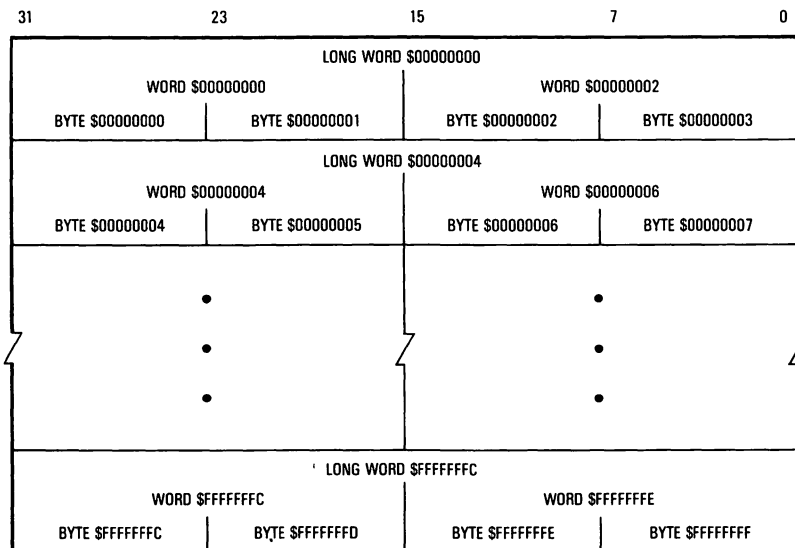 31 23 15 7 0
LONG WORD $00000000
WORD $00000000 WORD $00000002
BYTE $00000000 BYTE $00000001 BYTE $00000002 BYTE $00000003
LONG WORD $00000004
WORD $00000004 WORD $00000006
BYTE $00000004 BYTE $00000005 BYTE $00000006 BYTE $00000007
LONG WORD $FFFFFFFC
WORD $FFFFFFFC WORD $FFFFFFFE
BYTE $FFFFFFFC BYTE $FFFFFFFD BYTE $FFFFFFFE BYTE $FFFFFFFF